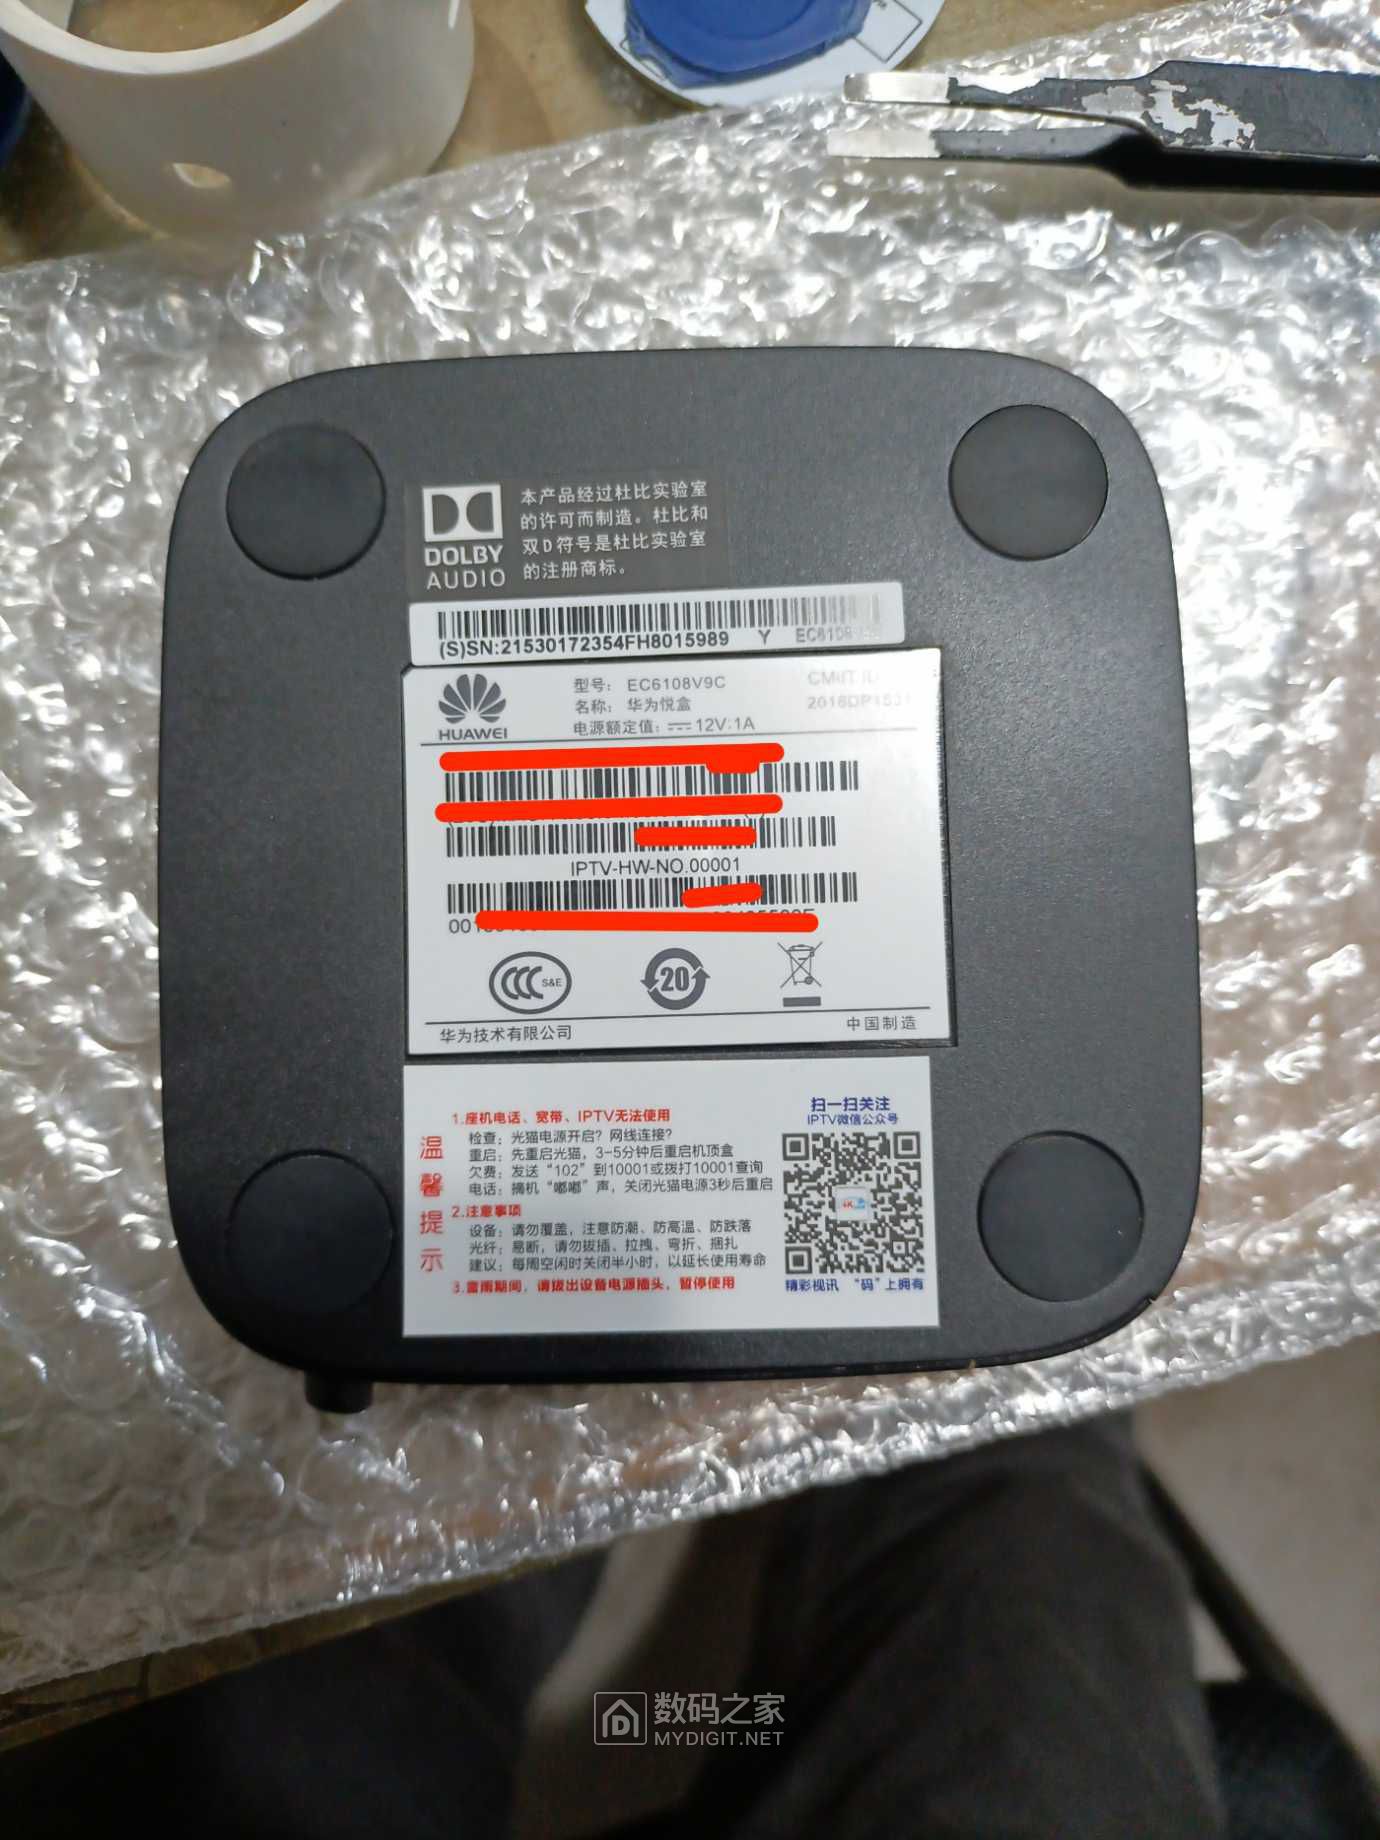 DOLBY
AUDIO
本产品经过杜比实验室
的许可而制造。杜比和
双D符号是杜比实验室
的注册商标。
(S)SN:21530172354FH8015989 Y EC6108
HUAWEI
型号: EC6108V9C
名称: 华为悦盒
电源额定值: 12V:1A
CMIIT ID
IPTV-HW-NO.00001
S&E
20
华为技术有限公司
中国制造
温馨提示
1.座机电话、宽带、IPTV无法使用
检查: 光猫电源开启? 网线连接?
重启: 先重启光猫, 3-5分钟后重启机顶盒
欠费: 发送“102”到10001或拨打10001查询
电话: 摘机“嘟嘟”声, 关闭光猫电源3秒后重启
2.注意事项
设备: 请勿覆盖, 注意防潮、防高温、防跌落
光纤: 易断, 请勿拔插、拉拽、弯折、捆扎
建议: 每周空闲时关闭半小时, 以延长使用寿命
3.雷雨期间, 请拔出设备电源插头, 暂停使用
扫一扫关注
IPTV微信公众号
精彩视讯 “码”上拥有
数码之家
MYDIGIT.NET